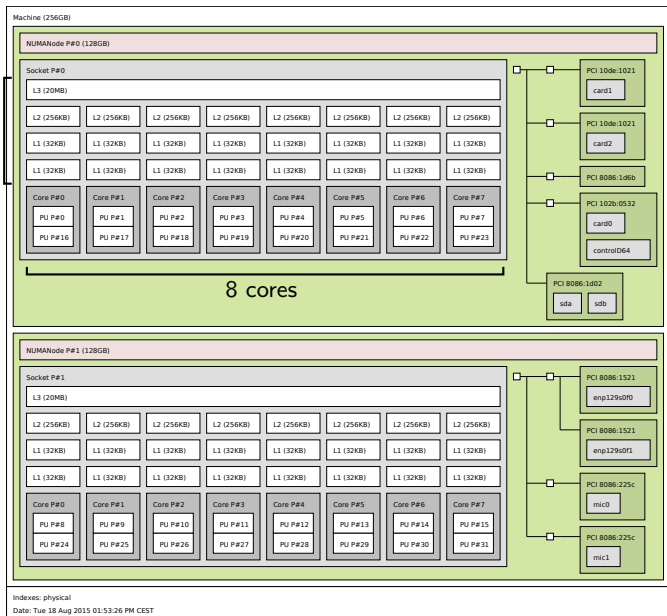 Machine (256GB)
NUMANode P#0 (128GB)
Socket P#0
L3 (20MB)
L2 (256KB) L2 (256KB) L2 (256KB) L2 (256KB) L2 (256KB) L2 (256KB) L2 (256KB) L2 (256KB)
L1 (32KB) L1 (32KB) L1 (32KB) L1 (32KB) L1 (32KB) L1 (32KB) L1 (32KB) L1 (32KB)
L1 (32KB) L1 (32KB) L1 (32KB) L1 (32KB) L1 (32KB) L1 (32KB) L1 (32KB) L1 (32KB)
Core P#0 Core P#1 Core P#2 Core P#3 Core P#4 Core P#5 Core P#6 Core P#7
PU P#0 PU P#1 PU P#2 PU P#3 PU P#4 PU P#5 PU P#6 PU P#7
PU P#16 PU P#17 PU P#18 PU P#19 PU P#20 PU P#21 PU P#22 PU P#23
8 cores
PCI 10de:1021
card1
PCI 10de:1021
card2
PCI 8086:1d6b
PCI 102b:0532
card0
controlD64
PCI 8086:1d02
sda sdb
NUMANode P#1 (128GB)
Socket P#1
L3 (20MB)
L2 (256KB) L2 (256KB) L2 (256KB) L2 (256KB) L2 (256KB) L2 (256KB) L2 (256KB) L2 (256KB)
L1 (32KB) L1 (32KB) L1 (32KB) L1 (32KB) L1 (32KB) L1 (32KB) L1 (32KB) L1 (32KB)
L1 (32KB) L1 (32KB) L1 (32KB) L1 (32KB) L1 (32KB) L1 (32KB) L1 (32KB) L1 (32KB)
Core P#0 Core P#1 Core P#2 Core P#3 Core P#4 Core P#5 Core P#6 Core P#7
PU P#8 PU P#9 PU P#10 PU P#11 PU P#12 PU P#13 PU P#14 PU P#15
PU P#24 PU P#25 PU P#26 PU P#27 PU P#28 PU P#29 PU P#30 PU P#31
PCI 8086:1521
enp129s0f0
PCI 8086:1521
enp129s0f1
PCI 8086:225c
mic0
PCI 8086:225c
mic1
Indexes: physical
Date: Tue 18 Aug 2015 01:53:26 PM CEST